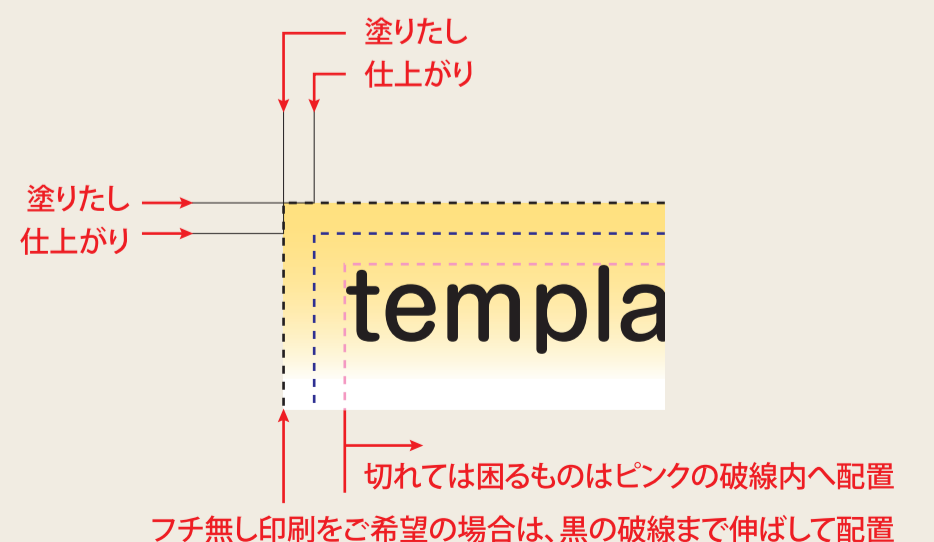 塗りたし
仕上がり
塗りたし
仕上がり
templa
切れては困るものはピンクの破線内へ配置
フチ無し印刷をご希望の場合は、黒の破線まで伸ばして配置